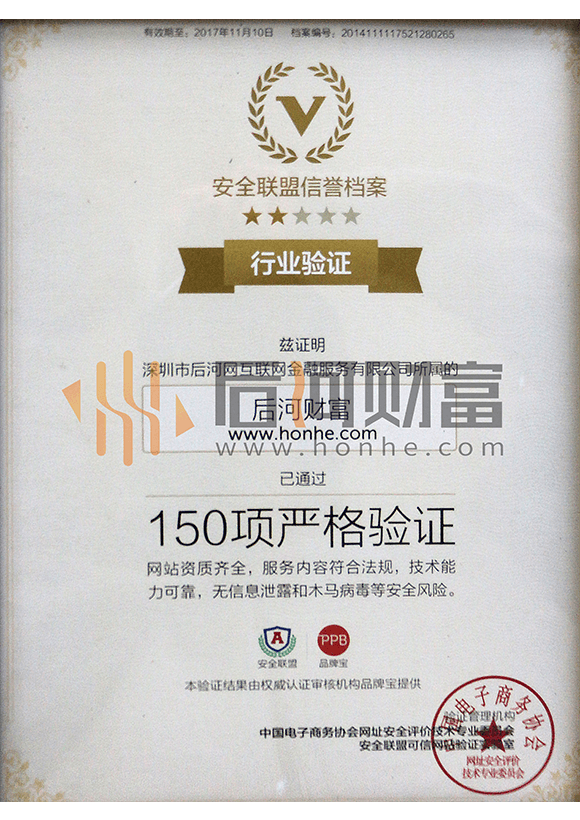 有效期至：2017年11月10日 档案编号：2014111117521280265
V
安全联盟信誉档案
行业验证
兹证明
深圳市后河网互联网金融服务有限公司所属的
后河财富
www.honhe.com
后河财富
www.honhe.com
已通过
150项严格验证
网站资质齐全，服务内容符合法规，技术能
力可靠，无信息泄露和木马病毒等安全风险。
A
安全联盟
PPB
品牌宝
本验证结果由权威认证审核机构品牌宝提供
验证管理机构
中国电子商务协会网址安全评价技术专业委员会
安全联盟可信网站验证实验室
中国电子商务协会
网址安全评价
技术专业委员会